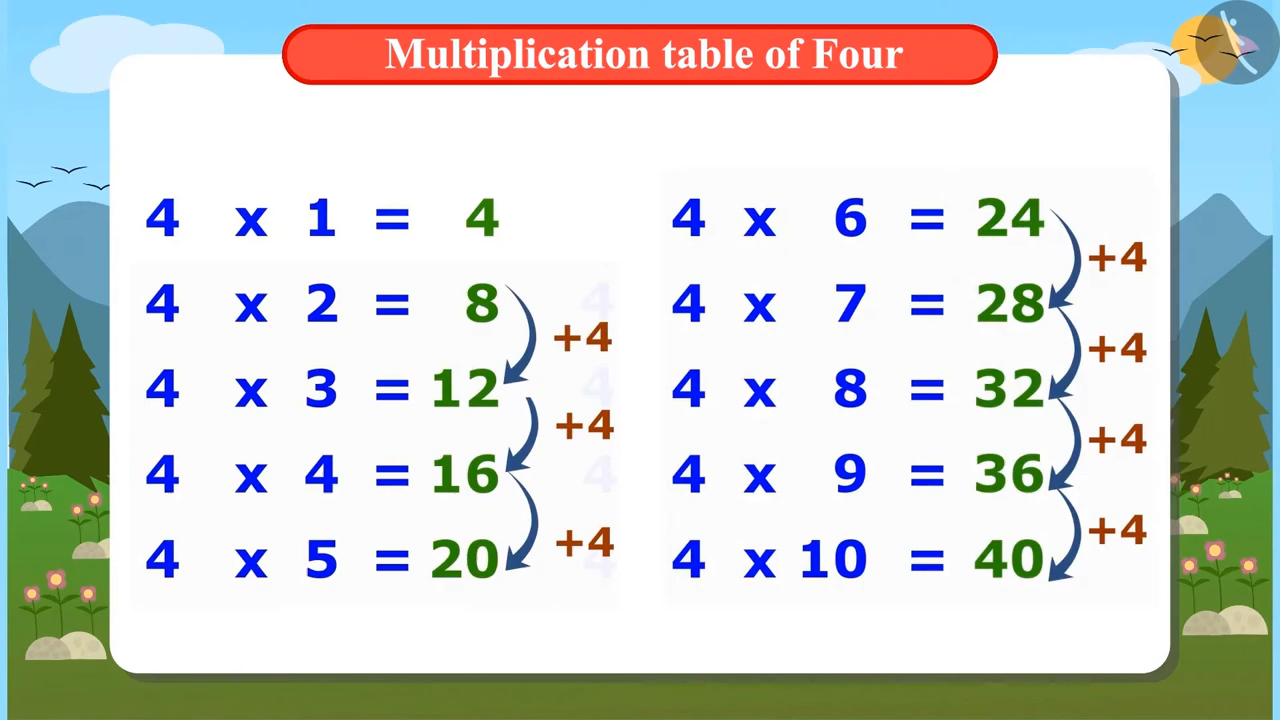 Multiplication table of Four
4 x 1 = 4
4 x 2 = 8
+4
4 x 3 = 12
+4
4 x 4 = 16
+4
4 x 5 = 20
4 x 6 = 24
+4
4 x 7 = 28
+4
4 x 8 = 32
+4
4 x 9 = 36
+4
4 x 10 = 40